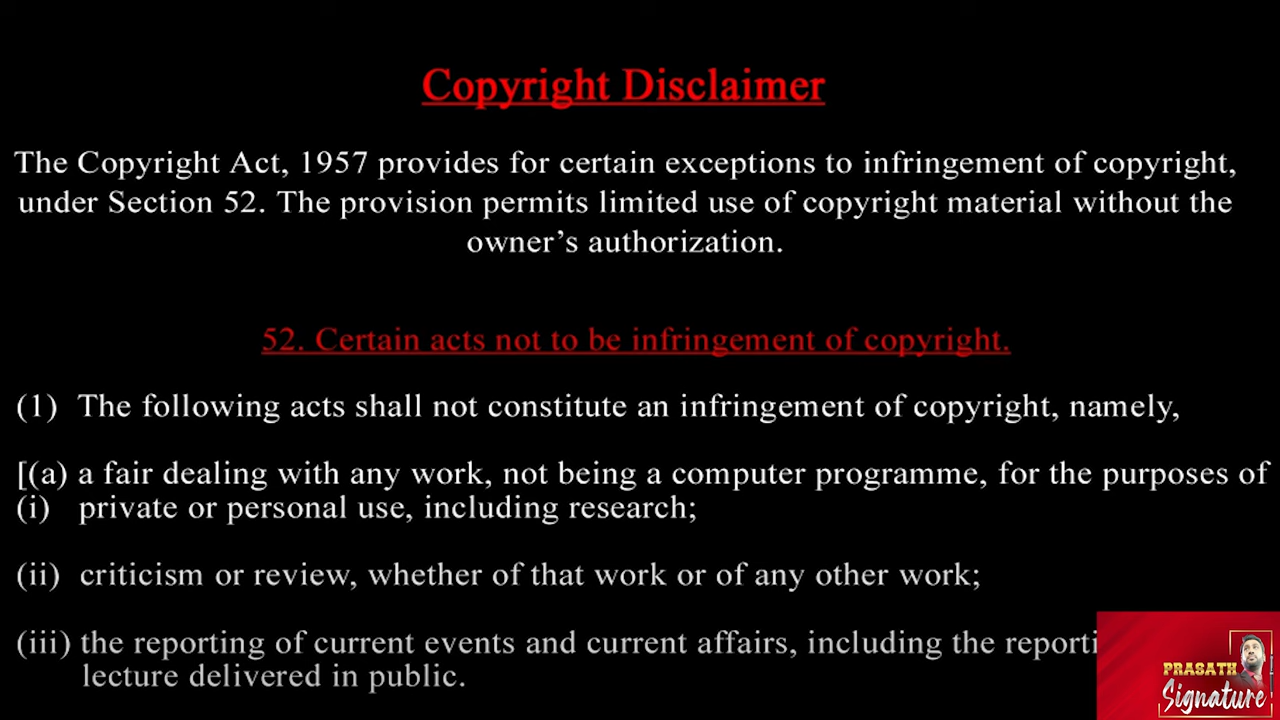 Copyright Disclaimer
The Copyright Act, 1957 provides for certain exceptions to infringement of copyright,
under Section 52. The provision permits limited use of copyright material without the
owner’s authorization.
52. Certain acts not to be infringement of copyright.
(1) The following acts shall not constitute an infringement of copyright, namely,
[(a) a fair dealing with any work, not being a computer programme, for the purposes of
(i) private or personal use, including research;
(ii) criticism or review, whether of that work or of any other work;
(iii) the reporting of current events and current affairs, including the
lecture delivered in public.
PRASATH
Signature